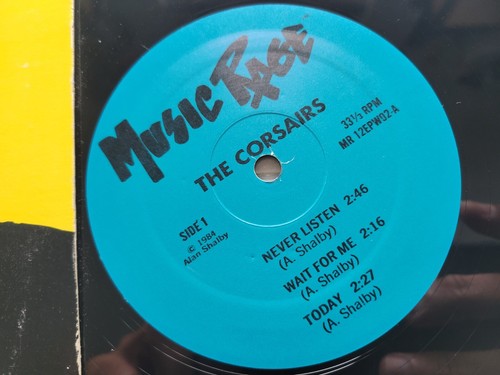 MUSIC RAGE
THE CORSAIRS
33⅓ RPM
MR 12EPW92-A
SIDE 1
© 1984
Alan Shalby
NEVER LISTEN 2:46
(A. Shalby)
WAIT FOR ME 2:16
(A. Shalby)
TODAY 2:27
(A. Shalby)